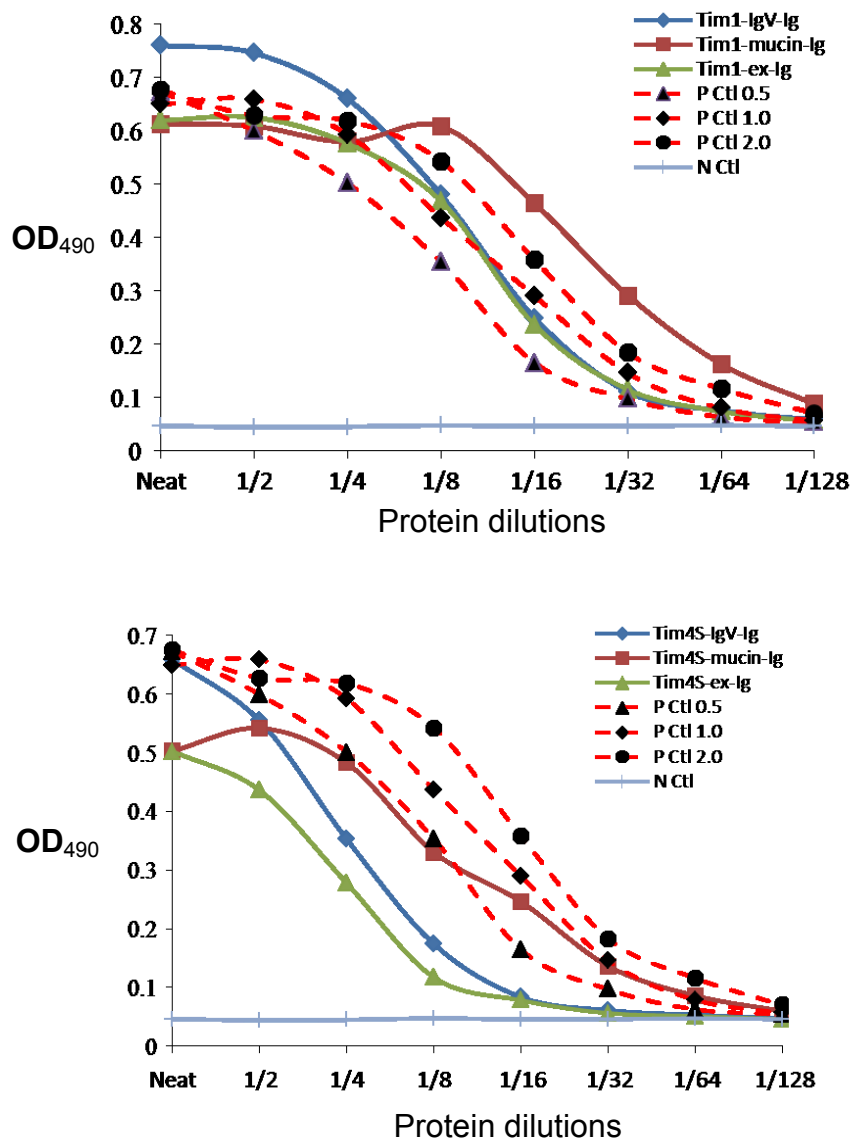 0.8
0.7
0.6
0.5
0.4
0.3
0.2
0.1
0
OD490
Tim1-IgV-Ig
Tim1-mucin-Ig
Tim1-ex-Ig
P Ctl 0.5
P Ctl 1.0
P Ctl 2.0
N Ctl
Neat 1/2 1/4 1/8 1/16 1/32 1/64 1/128
Protein dilutions
0.7
0.6
0.5
0.4
0.3
0.2
0.1
0
OD490
Tim4S-IgV-Ig
Tim4S-mucin-Ig
Tim4S-ex-Ig
P Ctl 0.5
P Ctl 1.0
P Ctl 2.0
N Ctl
Neat 1/2 1/4 1/8 1/16 1/32 1/64 1/128
Protein dilutions